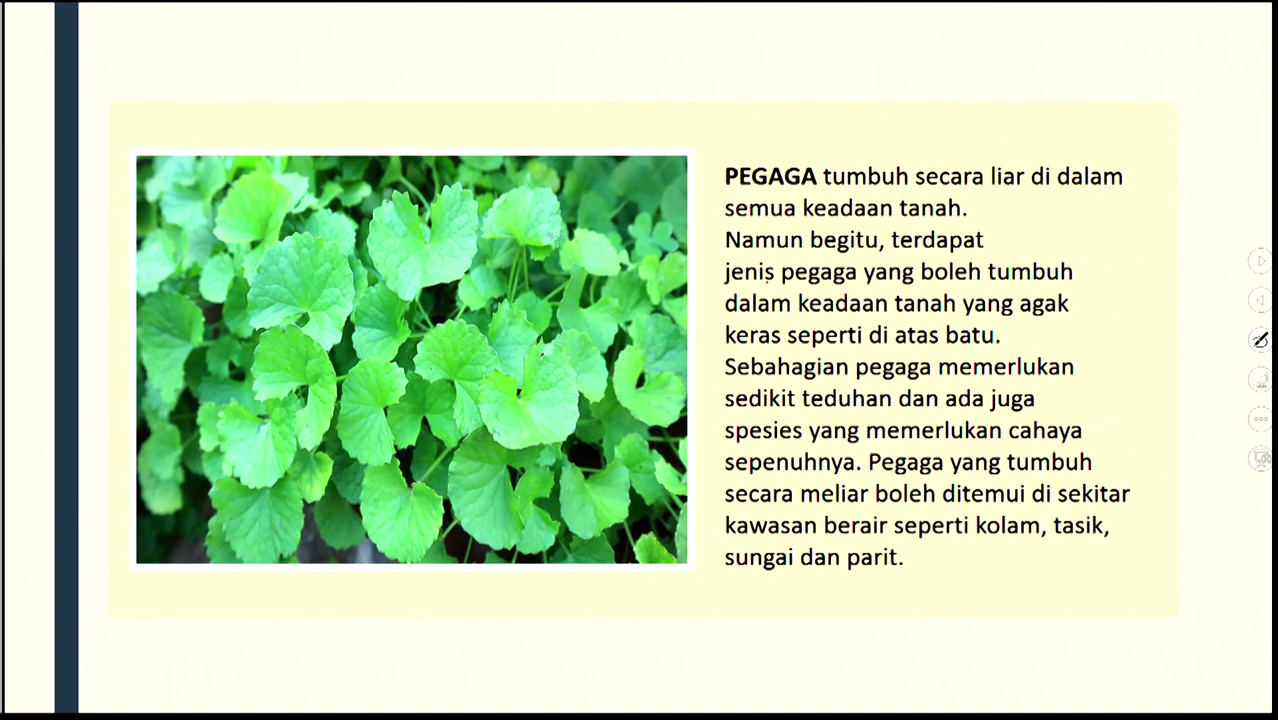 PEGAGA tumbuh secara liar di dalam
semua keadaan tanah.
Namun begitu, terdapat
jenis pegaga yang boleh tumbuh
dalam keadaan tanah yang agak
keras seperti di atas batu.
Sebahagian pegaga memerlukan
sedikit teduhan dan ada juga
spesies yang memerlukan cahaya
sepenuhnya. Pegaga yang tumbuh
secara meliar boleh ditemui di sekitar
kawasan berair seperti kolam, tasik,
sungai dan parit.